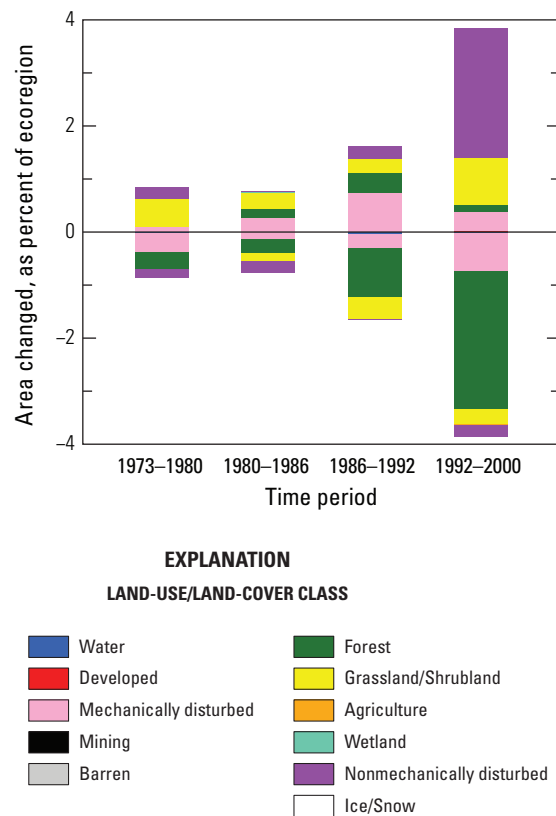 Area changed, as percent of ecoregion
4
2
0
–2
–4
1973–1980 1980–1986 1986–1992 1992–2000
Time period
EXPLANATION
LAND-USE/LAND-COVER CLASS
Water
Developed
Mechanically disturbed
Mining
Barren
Forest
Grassland/Shrubland
Agriculture
Wetland
Nonmechanically disturbed
Ice/Snow